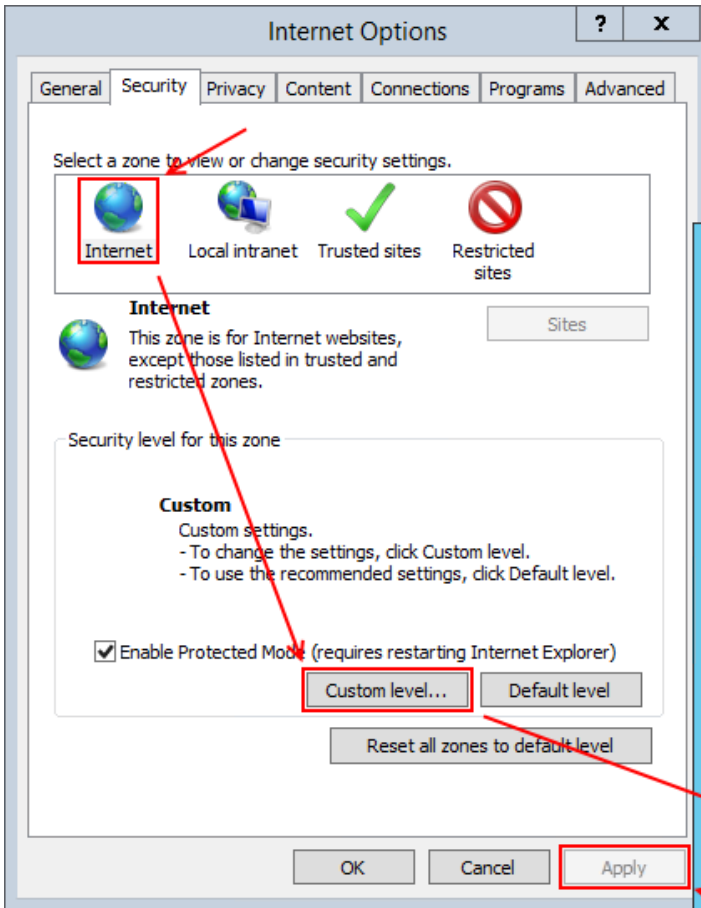 Internet Options
? x
General Security Privacy Content Connections Programs Advanced
Select a zone to view or change security settings.
Internet Local intranet Trusted sites Restricted
sites
Internet
Sites
This zone is for Internet websites,
except those listed in trusted and
restricted zones.
Security level for this zone
Custom
Custom settings.
- To change the settings, click Custom level.
- To use the recommended settings, click Default level.
Enable Protected Mode (requires restarting Internet Explorer)
Custom level... Default level
Reset all zones to default level
OK Cancel Apply